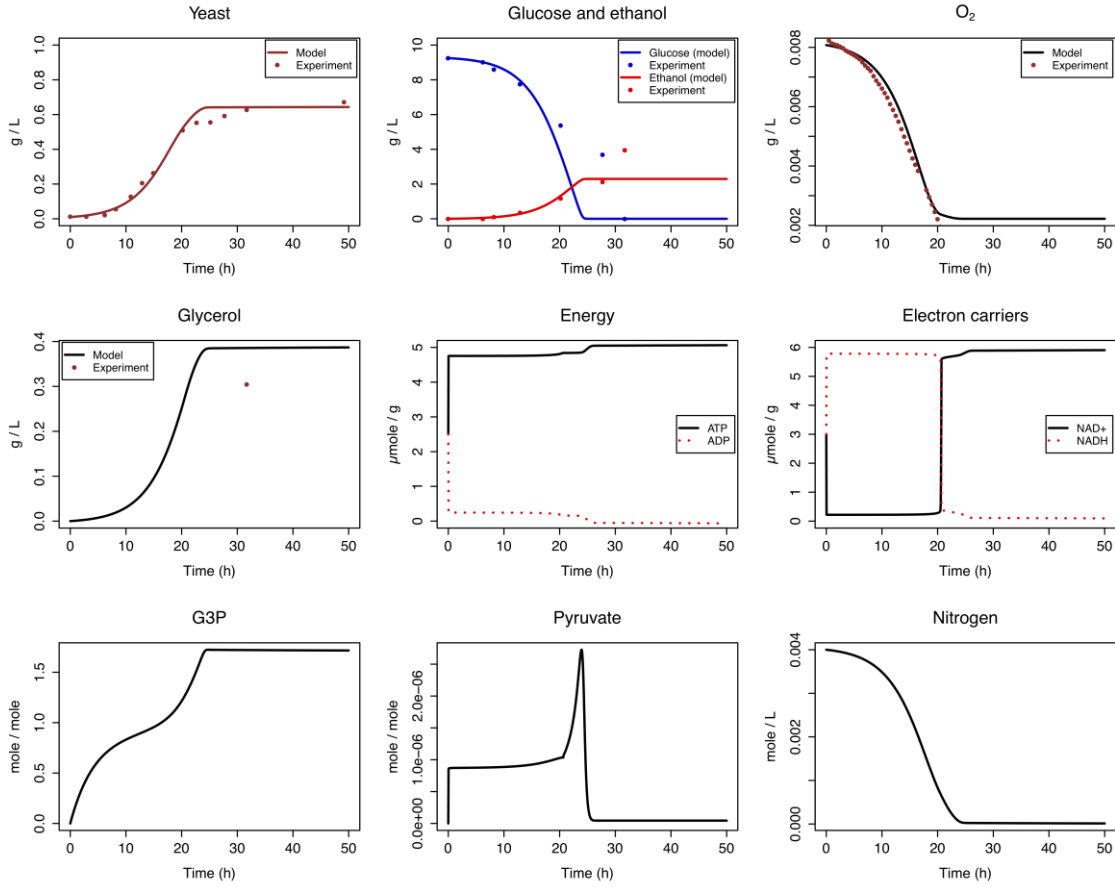 Yeast
1.0
0.8
0.6
0.4
0.2
0.0
g / L
Model
Experiment
0 10 20 30 40 50
Time (h)
Glucose and ethanol
10
8
6
4
2
0
g / L
Glucose (model)
Experiment
Ethanol (model)
Experiment
0 10 20 30 40 50
Time (h)
O₂
0.008
0.006
0.004
0.002
g / L
Model
Experiment
0 10 20 30 40 50
Time (h)
Glycerol
0.4
0.3
0.2
0.1
0.0
g / L
Model
Experiment
0 10 20 30 40 50
Time (h)
Energy
5
4
3
2
1
0
μmole / g
ATP
ADP
0 10 20 30 40 50
Time (h)
Electron carriers
6
5
4
3
2
1
0
μmole / g
NAD+
NADH
0 10 20 30 40 50
Time (h)
G3P
1.5
1.0
0.5
0.0
mole / mole
0 10 20 30 40 50
Time (h)
Pyruvate
2.0e−06
1.0e−06
0.0e+00
mole / mole
0 10 20 30 40 50
Time (h)
Nitrogen
0.004
0.002
0.000
mole / L
0 10 20 30 40 50
Time (h)